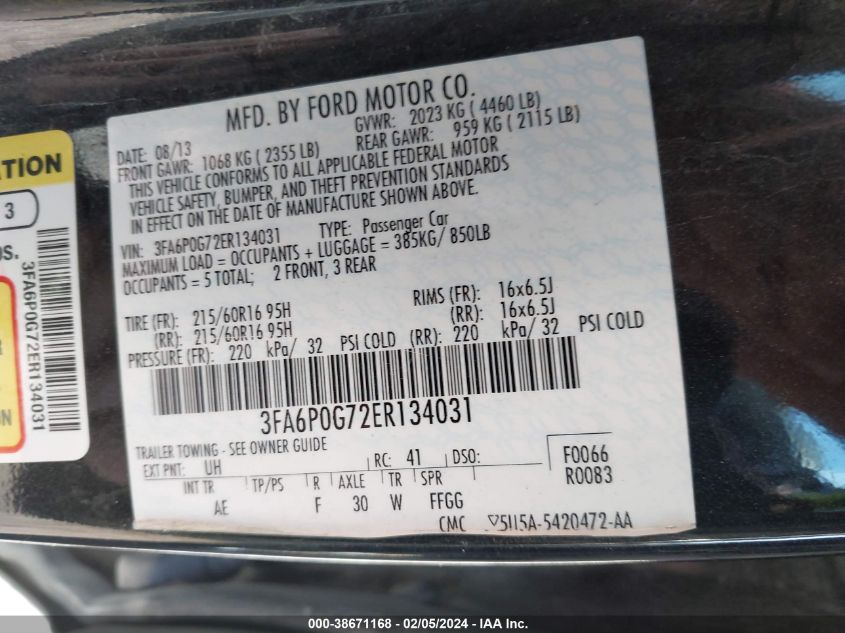 MFD. BY FORD MOTOR CO.
DATE: 08/13 GVWR: 2023 KG ( 4460 LB)
FRONT GAWR: 1068 KG ( 2355 LB) REAR GAWR: 959 KG ( 2115 LB)
THIS VEHICLE CONFORMS TO ALL APPLICABLE FEDERAL MOTOR
VEHICLE SAFETY, BUMPER, AND THEFT PREVENTION STANDARDS
IN EFFECT ON THE DATE OF MANUFACTURE SHOWN ABOVE.
VIN: 3FA6P0G72ER134031 TYPE: Passenger Car
MAXIMUM LOAD = OCCUPANTS + LUGGAGE = 385KG/ 850LB
OCCUPANTS = 5 TOTAL; 2 FRONT, 3 REAR
TIRE (FR): 215/60R16 95H RIMS (FR): 16x6.5J
(RR): 215/60R16 95H (RR): 16x6.5J
PRESSURE (FR): 220 kPa/ 32 PSI COLD (RR): 220 kPa/ 32 PSI COLD
3FA6P0G72ER134031
TRAILER TOWING - SEE OWNER GUIDE
EXT PNT: UH RC: 41 DSO: F0066
R0083
INT TR TP/PS R AXLE TR SPR
AE F 30 W FFGG
CMC 5U5A-5420472-AA
ATION
3
OS.
R
ON
3FA6P0G72ER134031
000-38671168 - 02/05/2024 - IAA Inc.